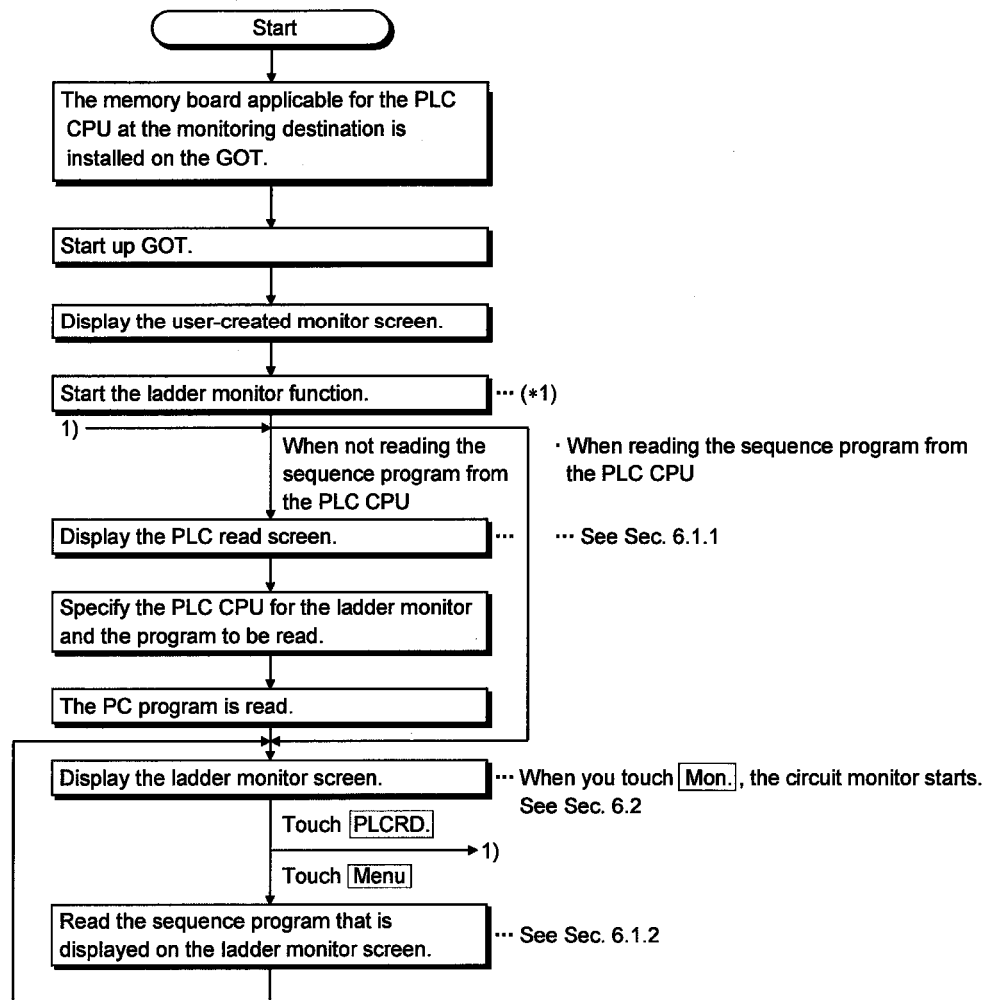 Start
The memory board applicable for the PLC
CPU at the monitoring destination is
installed on the GOT.
Start up GOT.
Display the user-created monitor screen.
Start the ladder monitor function.
··· (*1)
1)
When not reading the
sequence program from
the PLC CPU
· When reading the sequence program from
the PLC CPU
Display the PLC read screen.
···
··· See Sec. 6.1.1
Specify the PLC CPU for the ladder monitor
and the program to be read.
The PC program is read.
Display the ladder monitor screen.
··· When you touch Mon. , the circuit monitor starts.
See Sec. 6.2
Touch PLCRD.
1)
Touch Menu
Read the sequence program that is
displayed on the ladder monitor screen.
··· See Sec. 6.1.2